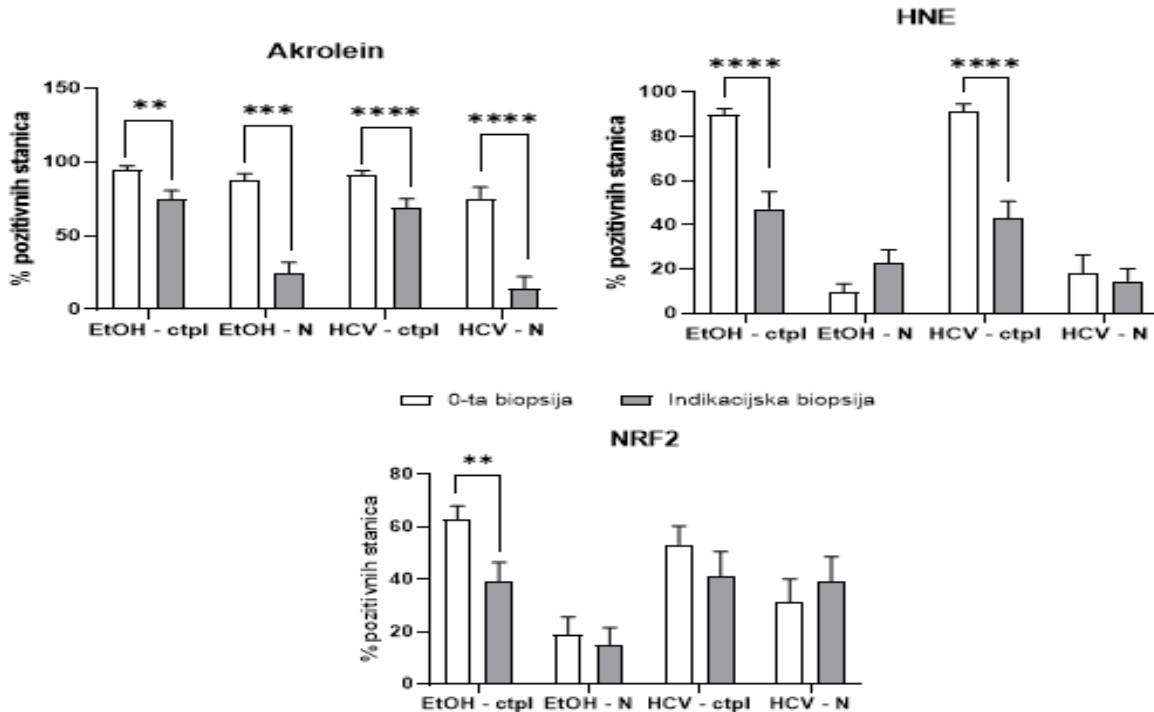 Akrolein
** *** **** ****
% pozitivnih stanica
150
100
50
0
EtOH - ctpl EtOH - N HCV - ctpl HCV - N
HNE
**** ****
% pozitivnih stanica
100
80
60
40
20
0
EtOH - ctpl EtOH - N HCV - ctpl HCV - N
0-ta biopsija Indikacijska biopsija
NRF2
**
% pozitivnih stanica
80
60
40
20
0
EtOH - ctpl EtOH - N HCV - ctpl HCV - N